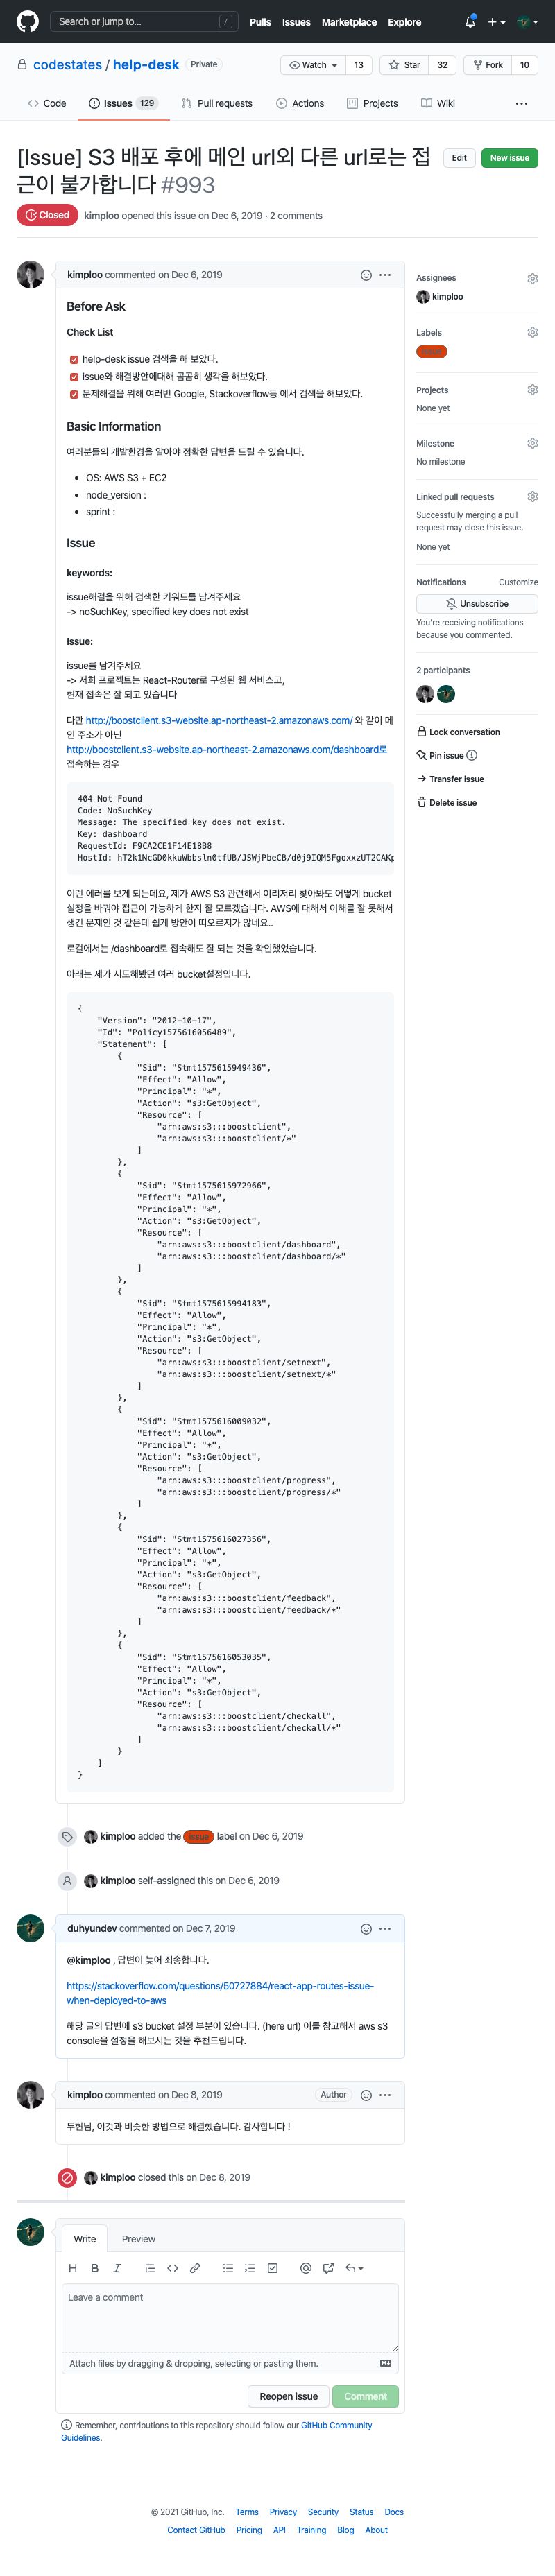 Search or jump to...
/
Pulls Issues Marketplace Explore
codestates / help-desk Private
Watch 13 Star 32 Fork 10
Code Issues 129 Pull requests Actions Projects Wiki
[Issue] S3 배포 후에 메인 url외 다른 url로는 접
근이 불가합니다 #993
Edit New issue
Closed kimploo opened this issue on Dec 6, 2019 · 2 comments
kimploo commented on Dec 6, 2019
Before Ask
Check List
help-desk issue 검색을 해 보았다.
issue와 해결방안에대해 곰곰히 생각을 해보았다.
문제해결을 위해 여러번 Google, Stackoverflow등 에서 검색을 해보았다.
Basic Information
여러분들의 개발환경을 알아야 정확한 답변을 드릴 수 있습니다.
OS: AWS S3 + EC2
node_version :
sprint :
Issue
keywords:
issue해결을 위해 검색한 키워드를 남겨주세요
-> noSuchKey, specified key does not exist
Issue:
issue를 남겨주세요
-> 저희 프로젝트는 React-Router로 구성된 웹 서비스고,
현재 접속은 잘 되고 있습니다
다만 http://boostclient.s3-website.ap-northeast-2.amazonaws.com/ 와 같이 메
인 주소가 아닌
http://boostclient.s3-website.ap-northeast-2.amazonaws.com/dashboard로
접속하는 경우
404 Not Found
Code: NoSuchKey
Message: The specified key does not exist.
Key: dashboard
RequestId: F9CA2CE1F14E18B8
HostId: hT2k1NcGD0kkuWbbsln0tfUB/JSWjPbeCB/d0j9IQM5FgoxxzUT2CAKp
이런 에러를 보게 되는데요, 제가 AWS S3 관련해서 이리저리 찾아봐도 어떻게 bucket
설정을 바꿔야 접근이 가능하게 한지 잘 모르겠습니다. AWS에 대해서 이해를 잘 못해서
생긴 문제인 것 같은데 쉽게 방안이 떠오르지가 않네요..
로컬에서는 /dashboard로 접속해도 잘 되는 것을 확인했었습니다.
아래는 제가 시도해봤던 여러 bucket설정입니다.
{
"Version": "2012-10-17",
"Id": "Policy1575616056489",
"Statement": [
{
"Sid": "Stmt1575615949436",
"Effect": "Allow",
"Principal": "*",
"Action": "s3:GetObject",
"Resource": [
"arn:aws:s3:::boostclient",
"arn:aws:s3:::boostclient/*"
]
},
{
"Sid": "Stmt1575615972966",
"Effect": "Allow",
"Principal": "*",
"Action": "s3:GetObject",
"Resource": [
"arn:aws:s3:::boostclient/dashboard",
"arn:aws:s3:::boostclient/dashboard/*"
]
},
{
"Sid": "Stmt1575615994183",
"Effect": "Allow",
"Principal": "*",
"Action": "s3:GetObject",
"Resource": [
"arn:aws:s3:::boostclient/setnext",
"arn:aws:s3:::boostclient/setnext/*"
]
},
{
"Sid": "Stmt1575616009032",
"Effect": "Allow",
"Principal": "*",
"Action": "s3:GetObject",
"Resource": [
"arn:aws:s3:::boostclient/progress",
"arn:aws:s3:::boostclient/progress/*"
]
},
{
"Sid": "Stmt1575616027356",
"Effect": "Allow",
"Principal": "*",
"Action": "s3:GetObject",
"Resource": [
"arn:aws:s3:::boostclient/feedback",
"arn:aws:s3:::boostclient/feedback/*"
]
},
{
"Sid": "Stmt1575616053035",
"Effect": "Allow",
"Principal": "*",
"Action": "s3:GetObject",
"Resource": [
"arn:aws:s3:::boostclient/checkall",
"arn:aws:s3:::boostclient/checkall/*"
]
}
]
}
kimploo added the issue label on Dec 6, 2019
kimploo self-assigned this on Dec 6, 2019
duhyundev commented on Dec 7, 2019
@kimploo , 답변이 늦어 죄송합니다.
https://stackoverflow.com/questions/50727884/react-app-routes-issue-
when-deployed-to-aws
해당 글의 답변에 s3 bucket 설정 부분이 있습니다. (here url) 이를 참고해서 aws s3
console을 설정을 해보시는 것을 추천드립니다.
kimploo commented on Dec 8, 2019 Author
두현님, 이것과 비슷한 방법으로 해결했습니다. 감사합니다 !
kimploo closed this on Dec 8, 2019
Write Preview
Leave a comment
Attach files by dragging & dropping, selecting or pasting them.
Reopen issue Comment
Remember, contributions to this repository should follow our GitHub Community
Guidelines.
Assignees
kimploo
Labels
issue
Projects
None yet
Milestone
No milestone
Linked pull requests
Successfully merging a pull
request may close this issue.
None yet
Notifications Customize
Unsubscribe
You're receiving notifications
because you commented.
2 participants
Lock conversation
Pin issue
Transfer issue
Delete issue
© 2021 GitHub, Inc. Terms Privacy Security Status Docs
Contact GitHub Pricing API Training Blog About